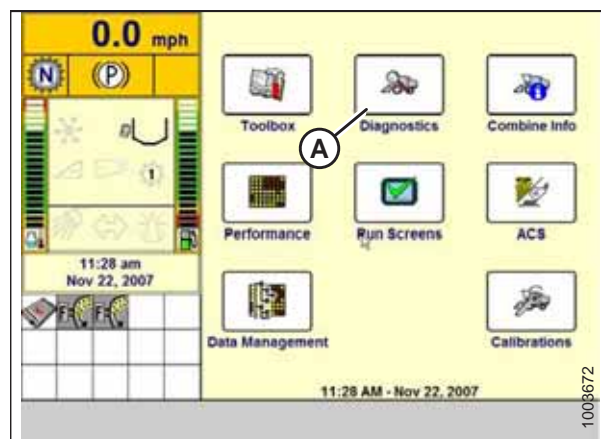 0.0 mph
N
(P)
1
F= F=
11:28 am
Nov 22, 2007
Toolbox
Diagnostics
Combine Info
A
Performance
Run Screens
ACS
Data Management
Calibrations
11:28 AM - Nov 22, 2007
1003672